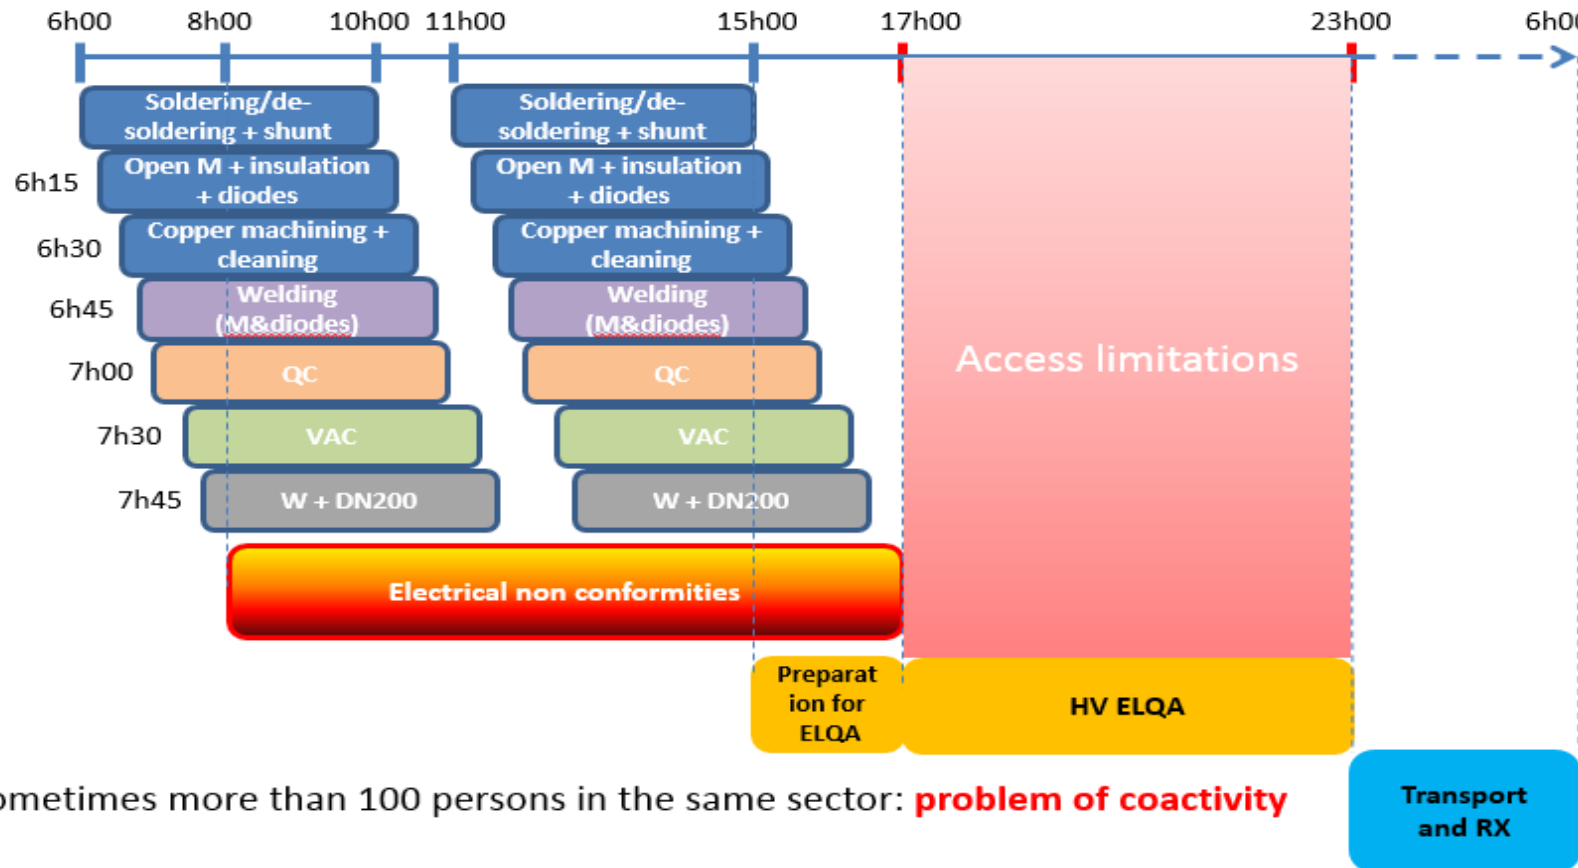 6h00 8h00 10h00 11h00 15h00 17h00 23h00 6h00
Soldering/de-
soldering + shunt
Soldering/de-
soldering + shunt
6h15
Open M + insulation
+ diodes
Open M + insulation
+ diodes
6h30
Copper machining +
cleaning
Copper machining +
cleaning
6h45
Welding
(M&diodes)
Welding
(M&diodes)
7h00
QC
QC
7h30
VAC
VAC
7h45
W + DN200
W + DN200
Access limitations
Electrical non conformities
Preparat
ion for
ELQA
HV ELQA
ometimes more than 100 persons in the same sector: problem of coactivity
Transport
and RX